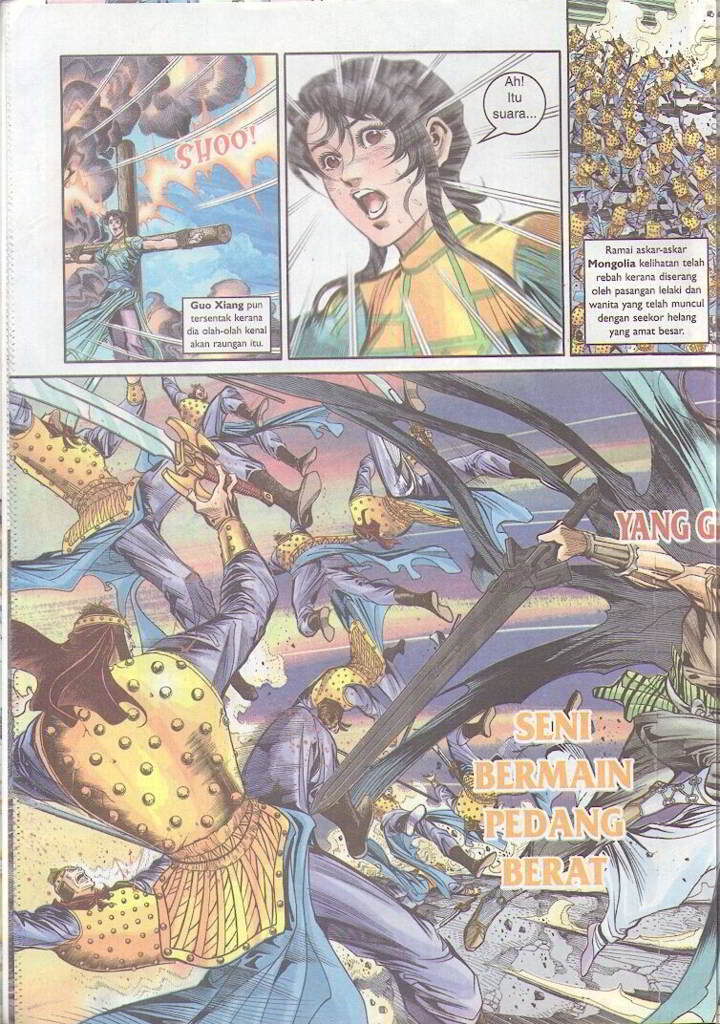 SHOO!
Guo Xiang pun
tersentak kerana
dia olah-olah kenal
akan raungan itu.
Ah!
Itu
suara...
Ramai askar-askar
Mongolia kelihatan telah
rebah kerana diserang
oleh pasangan lelaki dan
wanita yang telah muncul
dengan seekor helang
yang amat besar.
YANG G
SENI
BERMAIN
PEDANG
BERAT